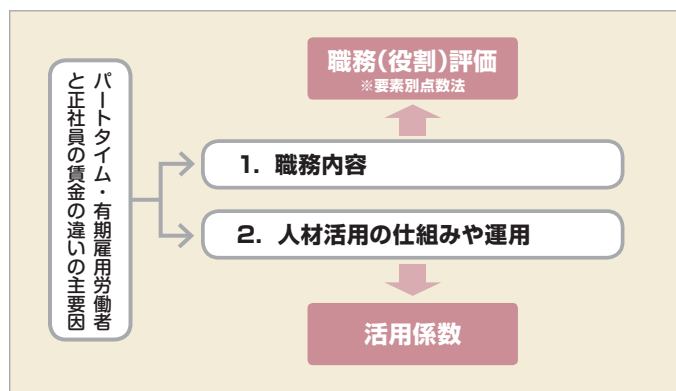 パートタイム・有期雇用労働者
と正社員の賃金の違いの主要因
職務(役割)評価
※要素別点数法
1. 職務内容
2. 人材活用の仕組みや運用
活用係数